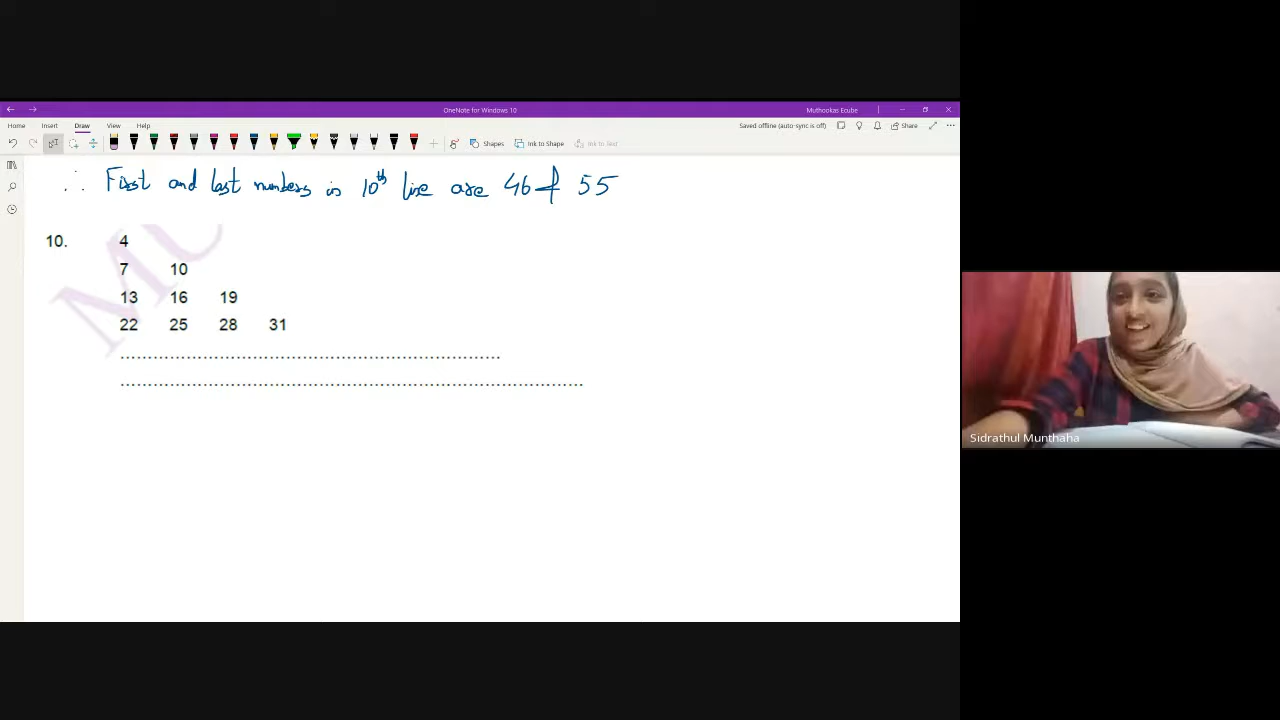 OneNote for Windows 10
Muthookas Ecube
Home Insert Draw View Help
Saved offline (auto-sync is off) Share
Shapes Ink to Shape Ink to Text
∴ First and last numbers in 10th line are 46 & 55
10. 4
7 10
13 16 19
22 25 28 31
................................................................
................................................................................
MU
Sidrathul Munthaha